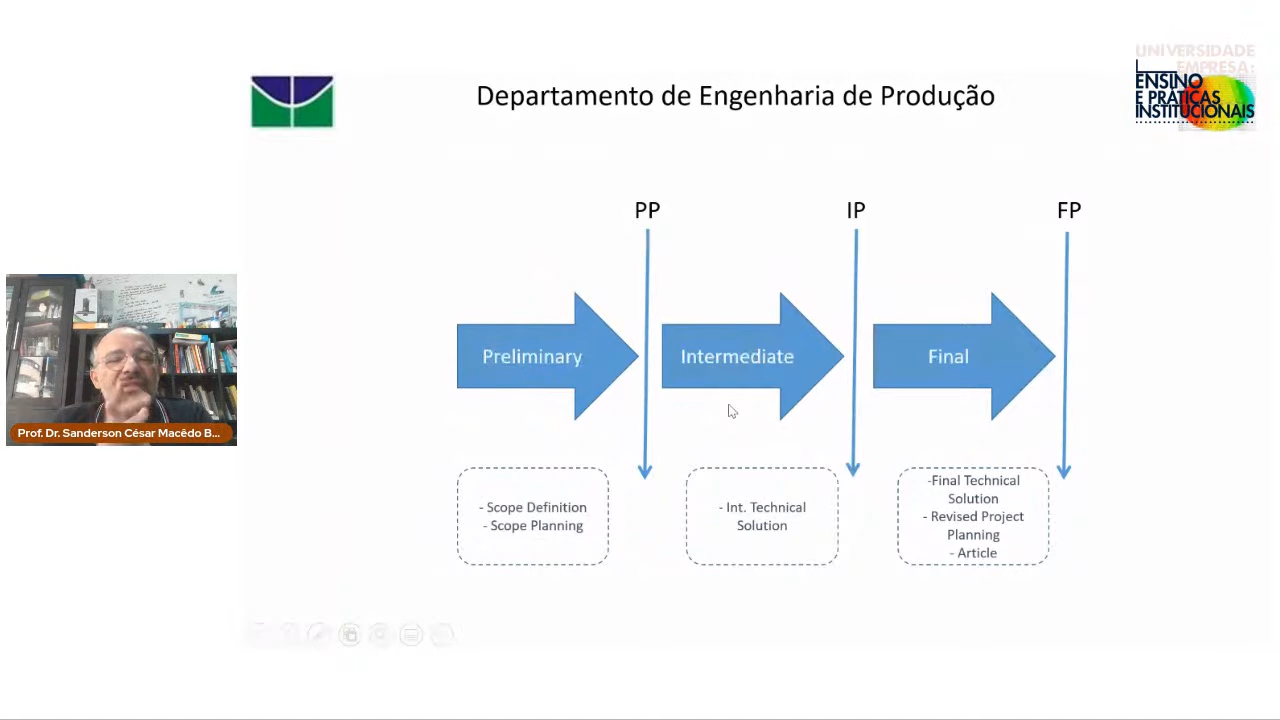 Departamento de Engenharia de Produção
UNIVERSIDADE
EMPRESA:
ENSINO
E PRÁTICAS
INSTITUCIONAIS
PP
IP
FP
Preliminary
Intermediate
Final
- Scope Definition
- Scope Planning
- Int. Technical
Solution
-Final Technical
Solution
- Revised Project
Planning
- Article
Prof. Dr. Sanderson César Macêdo B...